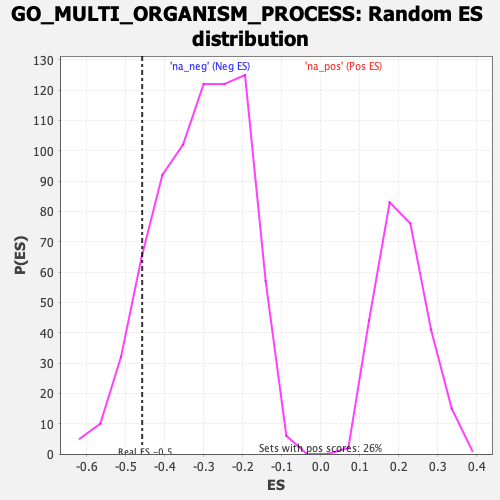 GO_MULTI_ORGANISM_PROCESS: Random ES
distribution
'na_neg' (Neg ES)
'na_pos' (Pos ES)
130
120
110
100
90
80
70
60
50
40
30
20
10
0
P(ES)
Real ES -0.5
Sets with pos scores: 26%
-0.6 -0.5 -0.4 -0.3 -0.2 -0.1 0.0 0.1 0.2 0.3 0.4
ES